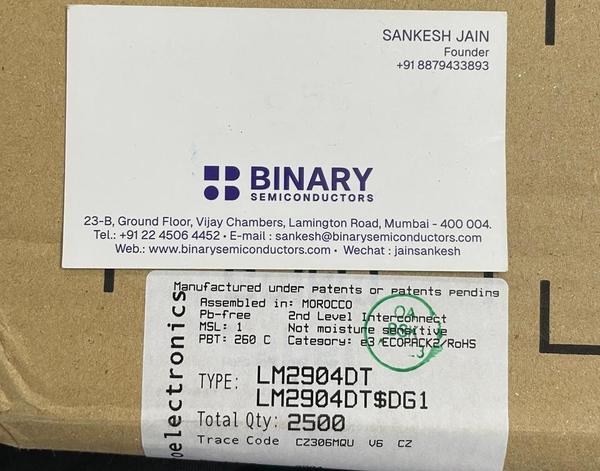 SANKESH JAIN
Founder
+91 8879433893
BINARY
SEMICONDUCTORS
23-B, Ground Floor, Vijay Chambers, Lamington Road, Mumbai - 400 004.
Tel.: +91 22 4506 4452 • E-mail : sankesh@binarysemiconductors.com
Web.: www.binarysemiconductors.com • Wechat : jainsankesh
Manufactured under patents or patents pending
Assembled in: MOROCCO
Pb-free 2nd Level Interconnect
MSL: 1 Not moisture sensitive
PBT: 260 C Category: e3 ECOPACK2/RoHS
TYPE: LM2904DT
LM2904DT$DG1
Total Qty: 2500
Trace Code CZ306MQU V6 CZ
oelectronics
QA